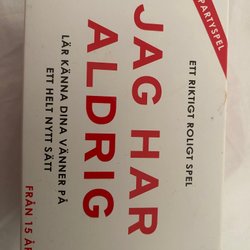 PARTYSPEL
ETT RIKTIGT ROLIGT SPEL
JAG HAR
ALDRIG
LÄR KÄNNA DINA VÄNNER PÅ
ETT HELT NYTT SÄTT
FRÅN 15 ÅR